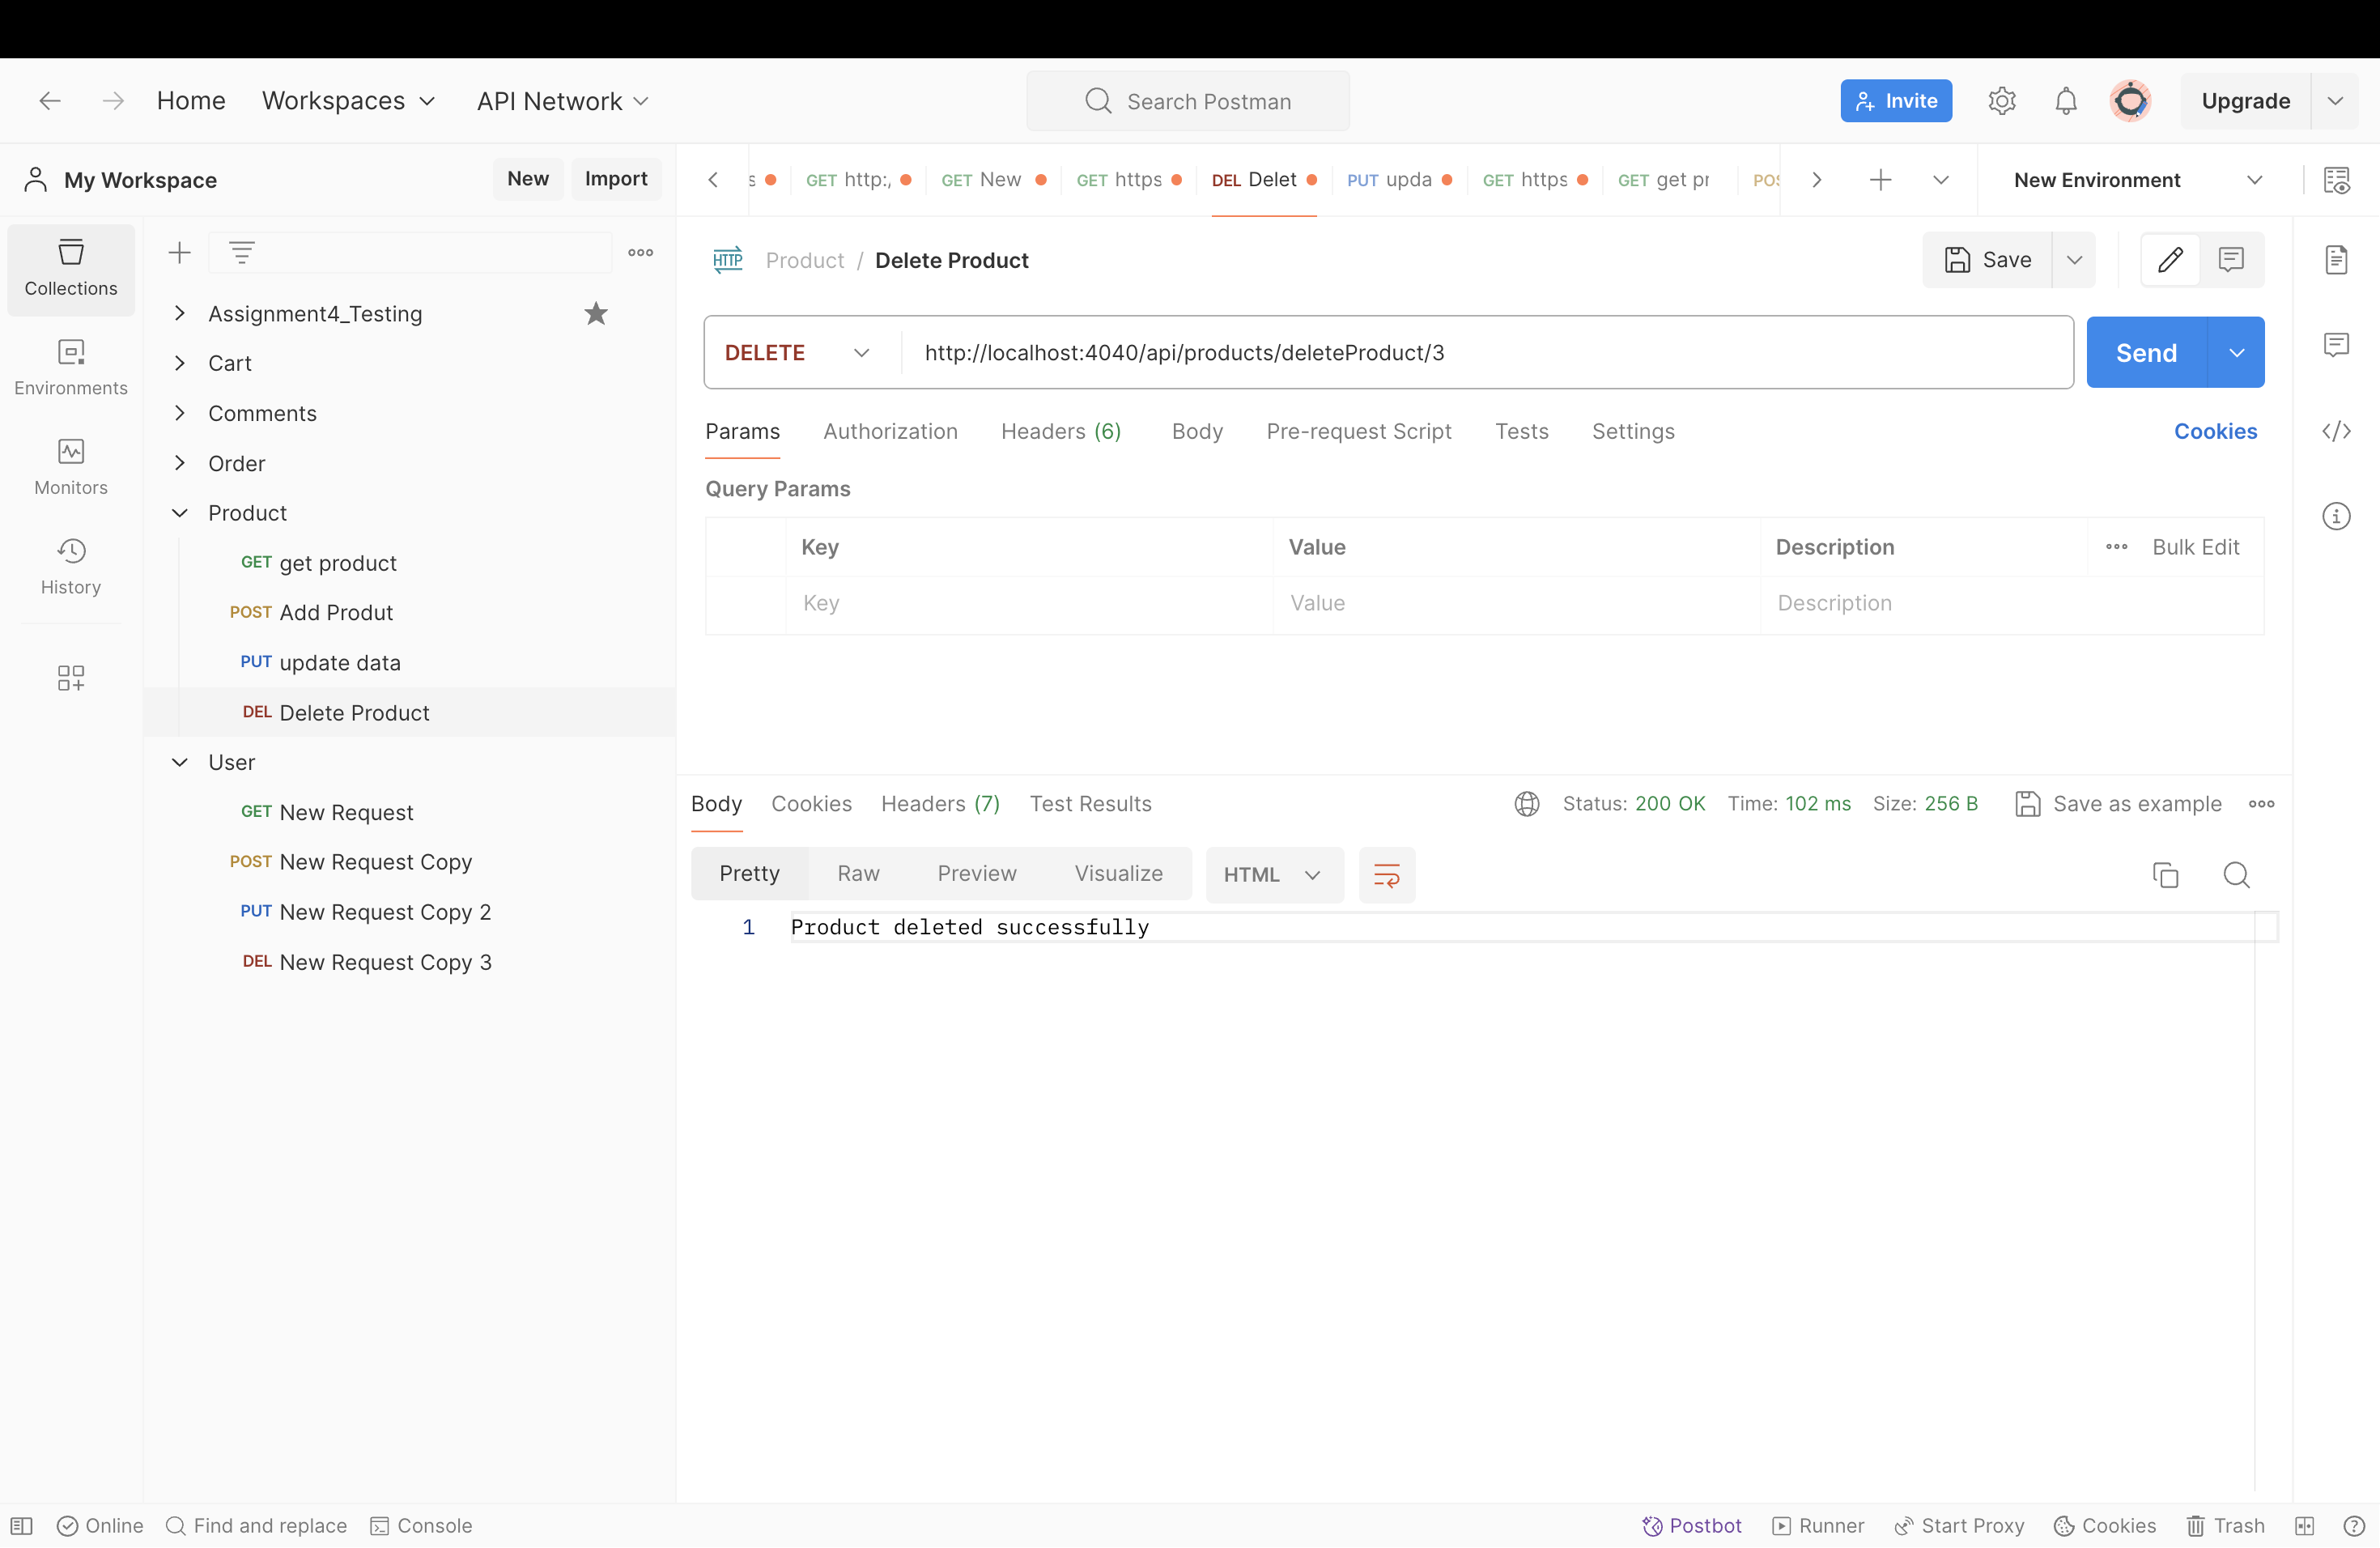 Home Workspaces API Network Search Postman Invite Upgrade
My Workspace New Import
s GET http:, GET New GET https DEL Delet PUT upda GET https GET get pr POS New Environment
Collections
Environments
Monitors
History
Assignment4_Testing
Cart
Comments
Order
Product
GET get product
POST Add Produt
PUT update data
DEL Delete Product
User
GET New Request
POST New Request Copy
PUT New Request Copy 2
DEL New Request Copy 3
HTTP Product / Delete Product Save
DELETE http://localhost:4040/api/products/deleteProduct/3 Send
Params Authorization Headers (6) Body Pre-request Script Tests Settings Cookies
Query Params
Key Value Description Bulk Edit
Key Value Description
Body Cookies Headers (7) Test Results Status: 200 OK Time: 102 ms Size: 256 B Save as example
Pretty Raw Preview Visualize HTML
1 Product deleted successfully
Online Find and replace Console Postbot Runner Start Proxy Cookies Trash